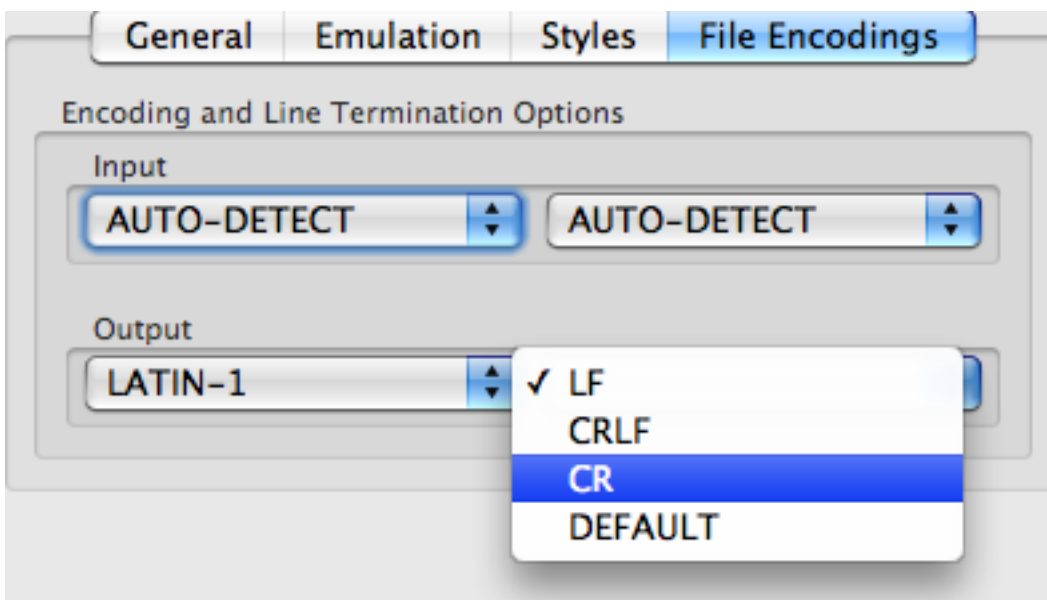 General Emulation Styles File Encodings
Encoding and Line Termination Options
Input
AUTO-DETECT AUTO-DETECT
Output
LATIN-1 ✓ LF
CRLF
CR
DEFAULT